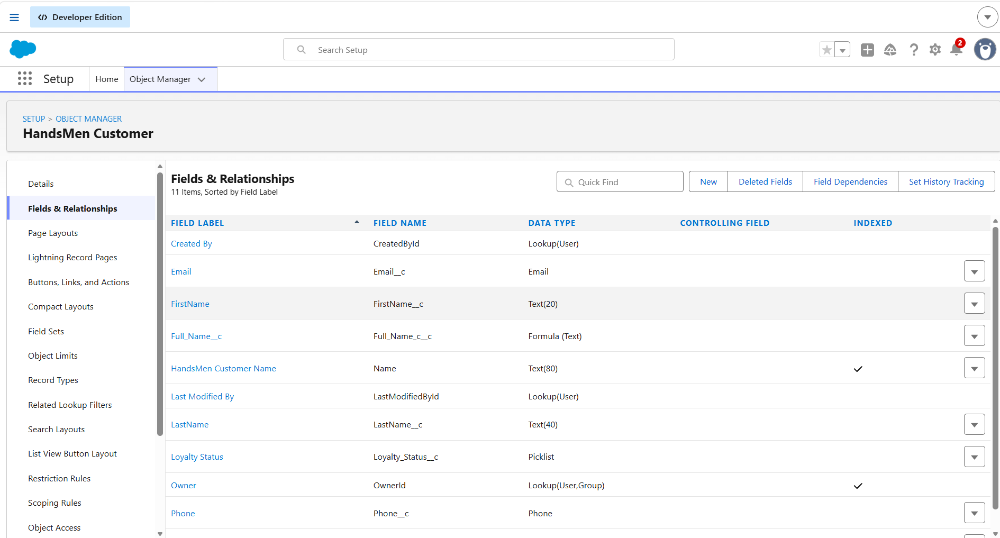 Developer Edition
Search Setup
2
Setup
Home
Object Manager
SETUP > OBJECT MANAGER
HandsMen Customer
Details
Fields & Relationships
Page Layouts
Lightning Record Pages
Buttons, Links, and Actions
Compact Layouts
Field Sets
Object Limits
Record Types
Related Lookup Filters
Search Layouts
List View Button Layout
Restriction Rules
Scoping Rules
Object Access
Fields & Relationships
11 Items, Sorted by Field Label
Quick Find
New
Deleted Fields
Field Dependencies
Set History Tracking
FIELD LABEL FIELD NAME DATA TYPE CONTROLLING FIELD INDEXED
Created By CreatedById Lookup(User)
Email Email__c Email
FirstName FirstName__c Text(20)
Full_Name__c Full_Name_c__c Formula (Text)
HandsMen Customer Name Name Text(80)
Last Modified By LastModifiedById Lookup(User)
LastName LastName__c Text(40)
Loyalty Status Loyalty_Status__c Picklist
Owner OwnerId Lookup(User,Group)
Phone Phone__c Phone